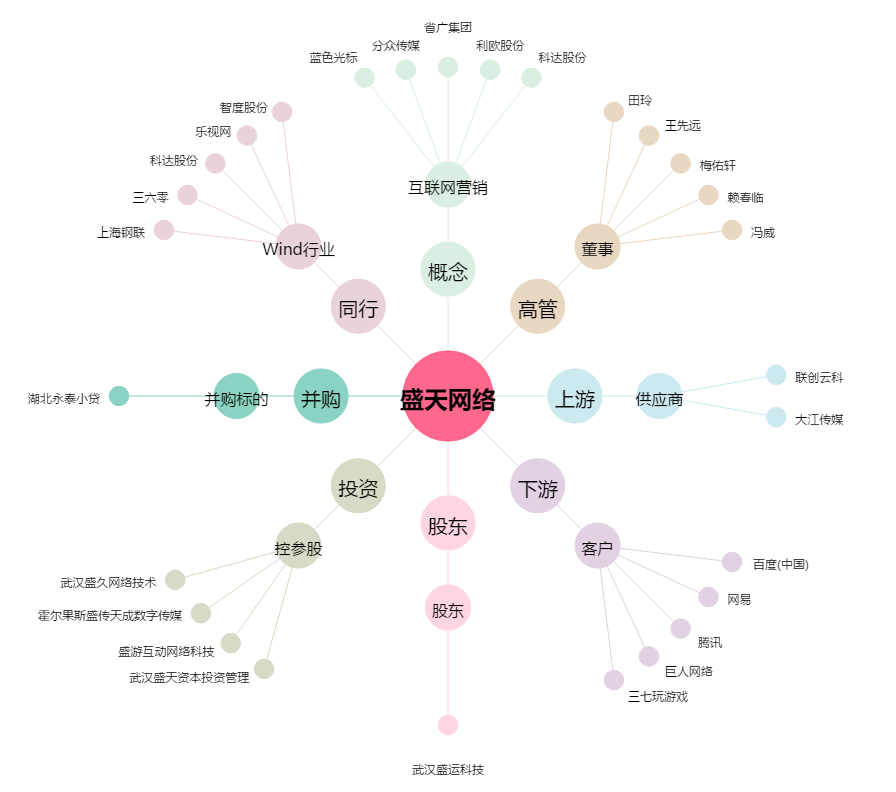 省广集团
分众传媒
利欧股份
蓝色光标
科达股份
互联网营销
概念
智度股份
乐视网
科达股份
三六零
上海钢联
Wind行业
同行
田玲
王先远
梅佑轩
赖春临
冯威
董事
高管
湖北永泰小贷
并购标的
并购
盛天网络
上游
供应商
联创云科
大江传媒
投资
控参股
武汉盛久网络技术
霍尔果斯盛传天成数字传媒
盛游互动网络科技
武汉盛天资本投资管理
股东
股东
武汉盛运科技
下游
客户
百度(中国)
网易
腾讯
巨人网络
三七玩游戏